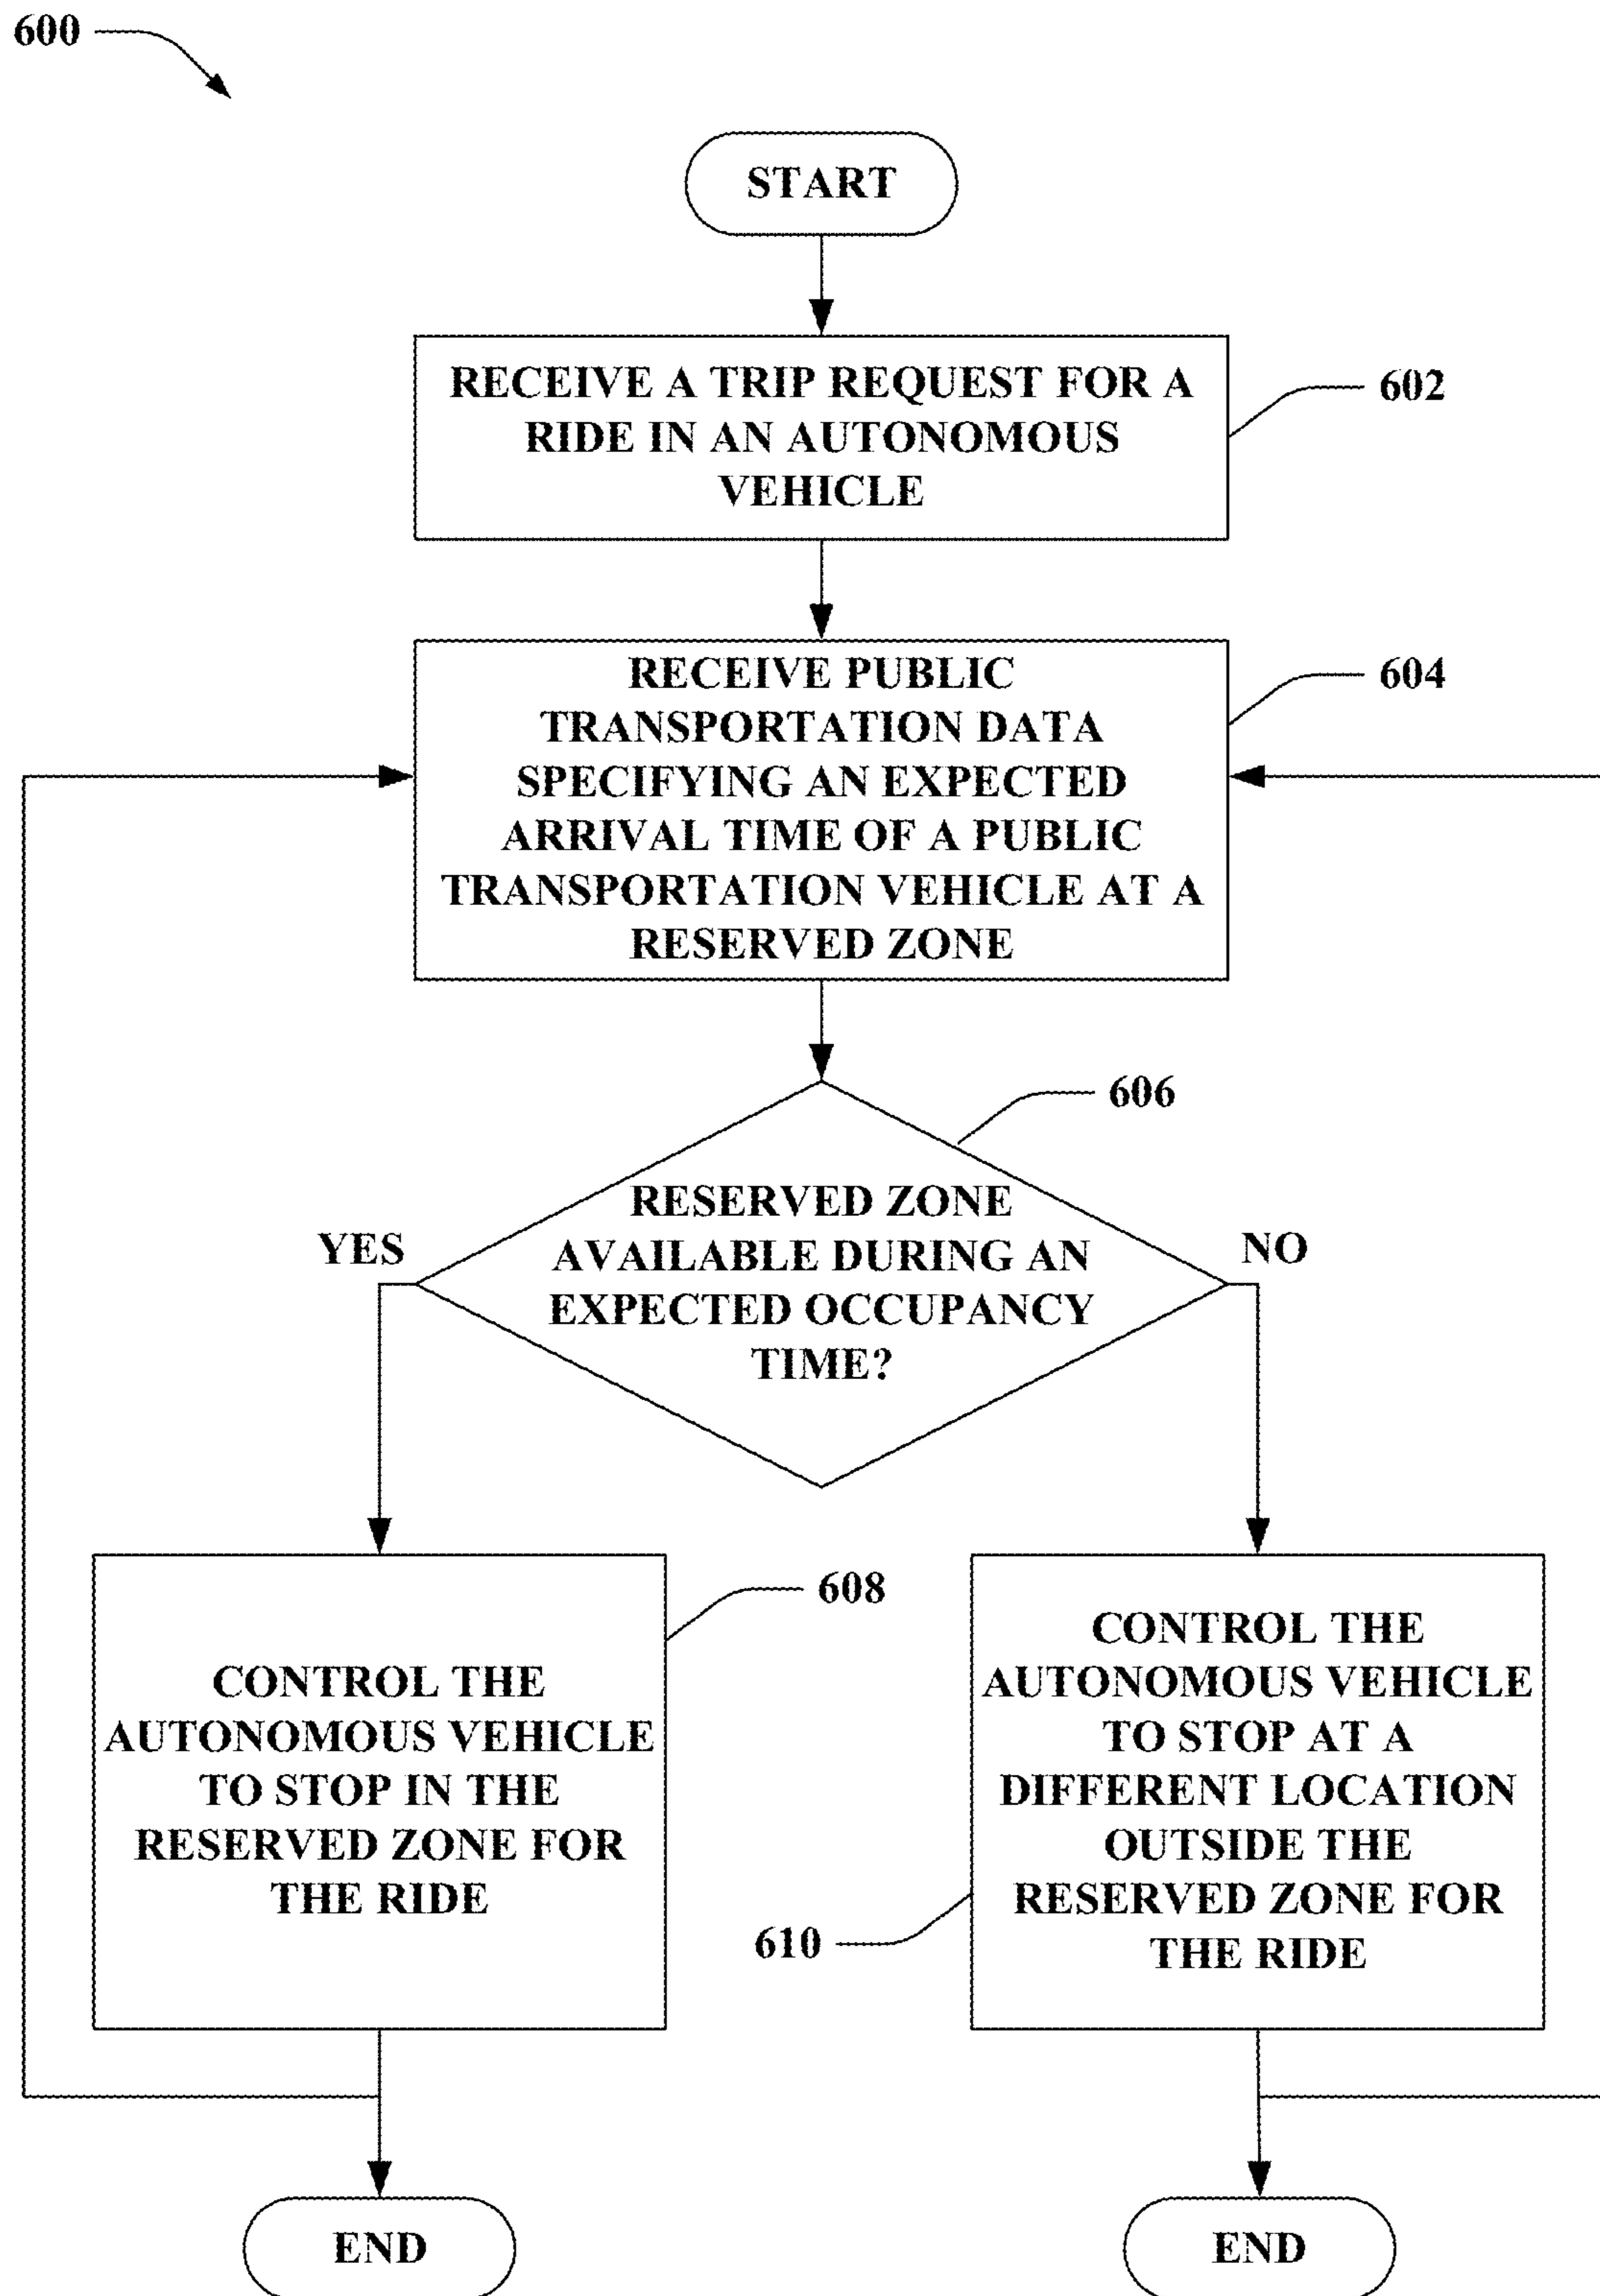 600
START
RECEIVE A TRIP REQUEST FOR A
RIDE IN AN AUTONOMOUS
VEHICLE
602
RECEIVE PUBLIC
TRANSPORTATION DATA
SPECIFYING AN EXPECTED
ARRIVAL TIME OF A PUBLIC
TRANSPORTATION VEHICLE AT A
RESERVED ZONE
604
606
RESERVED ZONE
AVAILABLE DURING AN
EXPECTED OCCUPANCY
TIME?
YES
NO
CONTROL THE
AUTONOMOUS VEHICLE
TO STOP IN THE
RESERVED ZONE FOR
THE RIDE
608
CONTROL THE
AUTONOMOUS VEHICLE
TO STOP AT A
DIFFERENT LOCATION
OUTSIDE THE
RESERVED ZONE FOR
THE RIDE
610
END
END